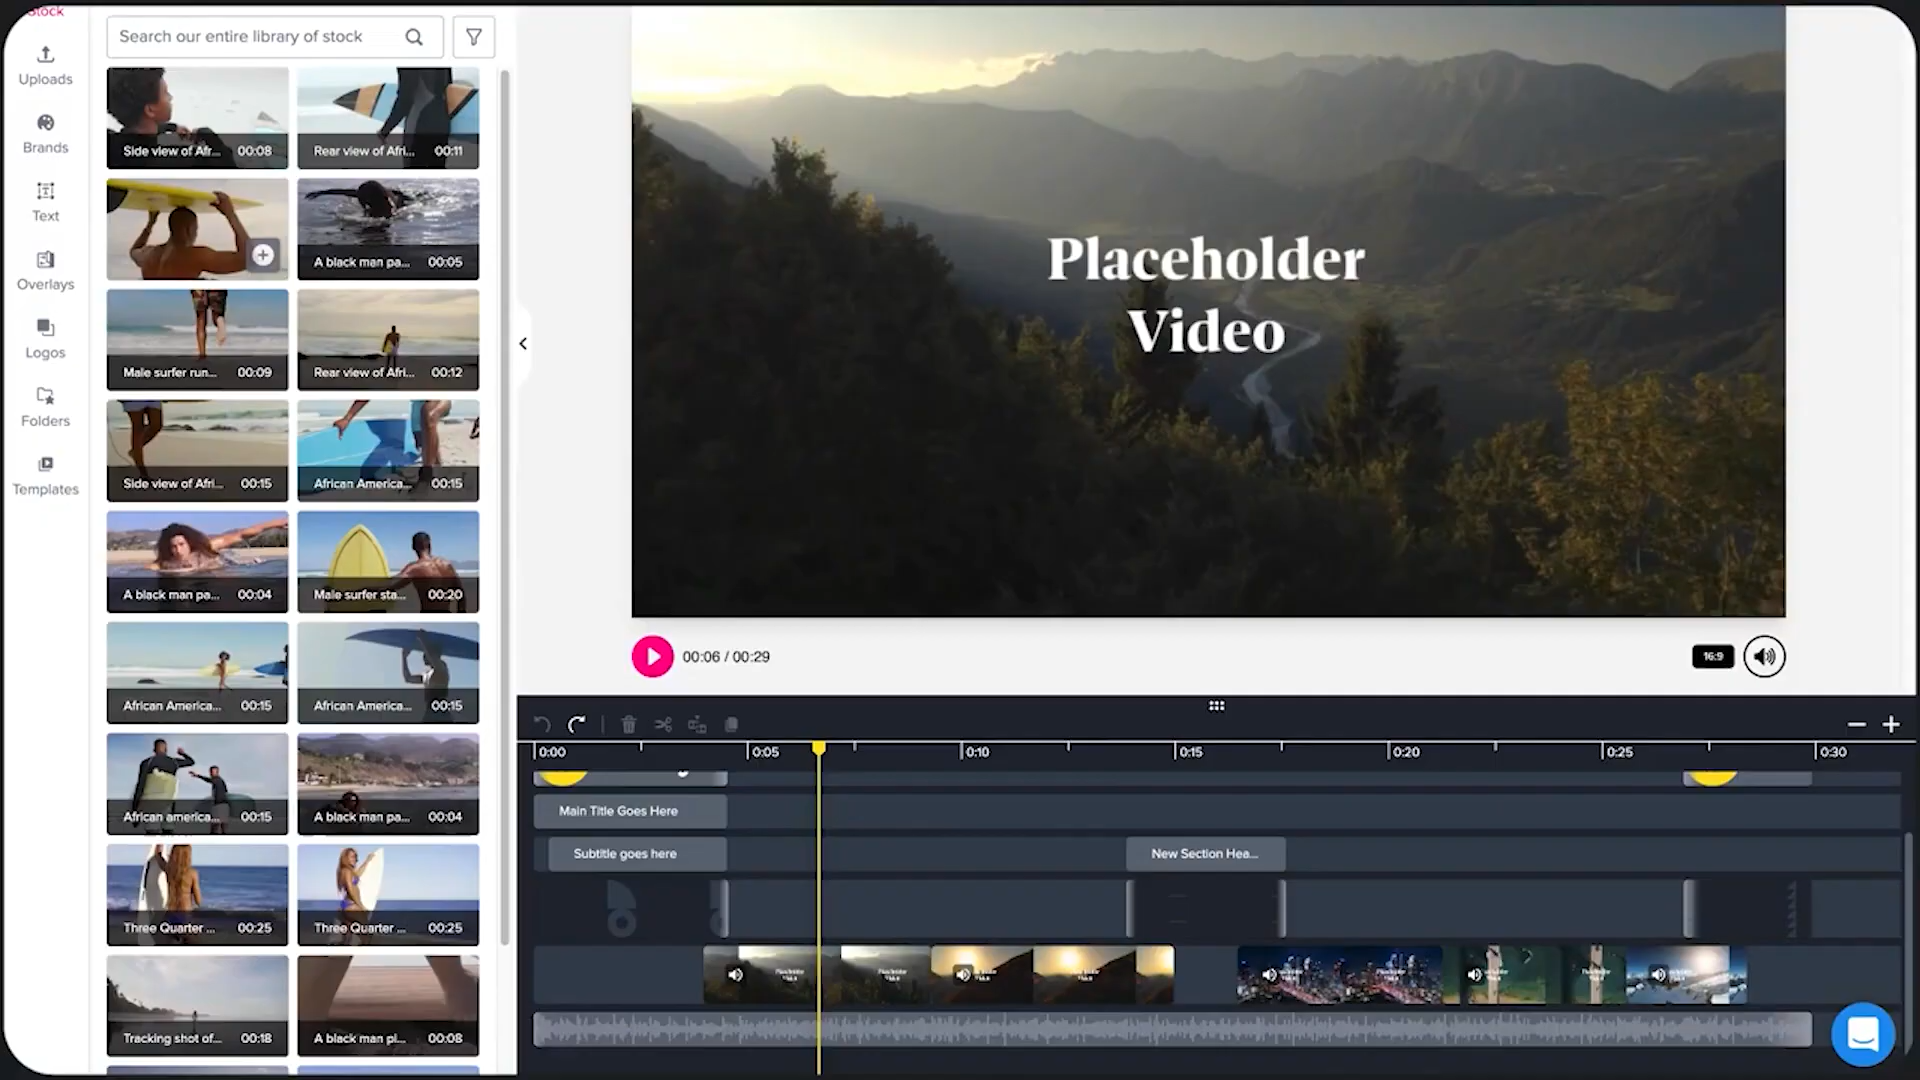 Stock
Search our entire library of stock
Uploads
Brands
Text
Overlays
Logos
Folders
Templates
Side view of Afr... 00:08
Rear view of Afri... 00:11
A black man pa... 00:05
Male surfer run... 00:09
Rear view of Afri... 00:12
Side view of Afri... 00:15
African America... 00:15
A black man pa... 00:04
Male surfer sta... 00:20
African America... 00:15
African America... 00:15
African america... 00:15
A black man pa... 00:04
Three Quarter ... 00:25
Three Quarter ... 00:25
Tracking shot of... 00:18
A black man pl... 00:08
Placeholder
Video
00:06 / 00:29
16:9
0:00 0:05 0:10 0:15 0:20 0:25 0:30
Main Title Goes Here
Subtitle goes here
New Section Hea...